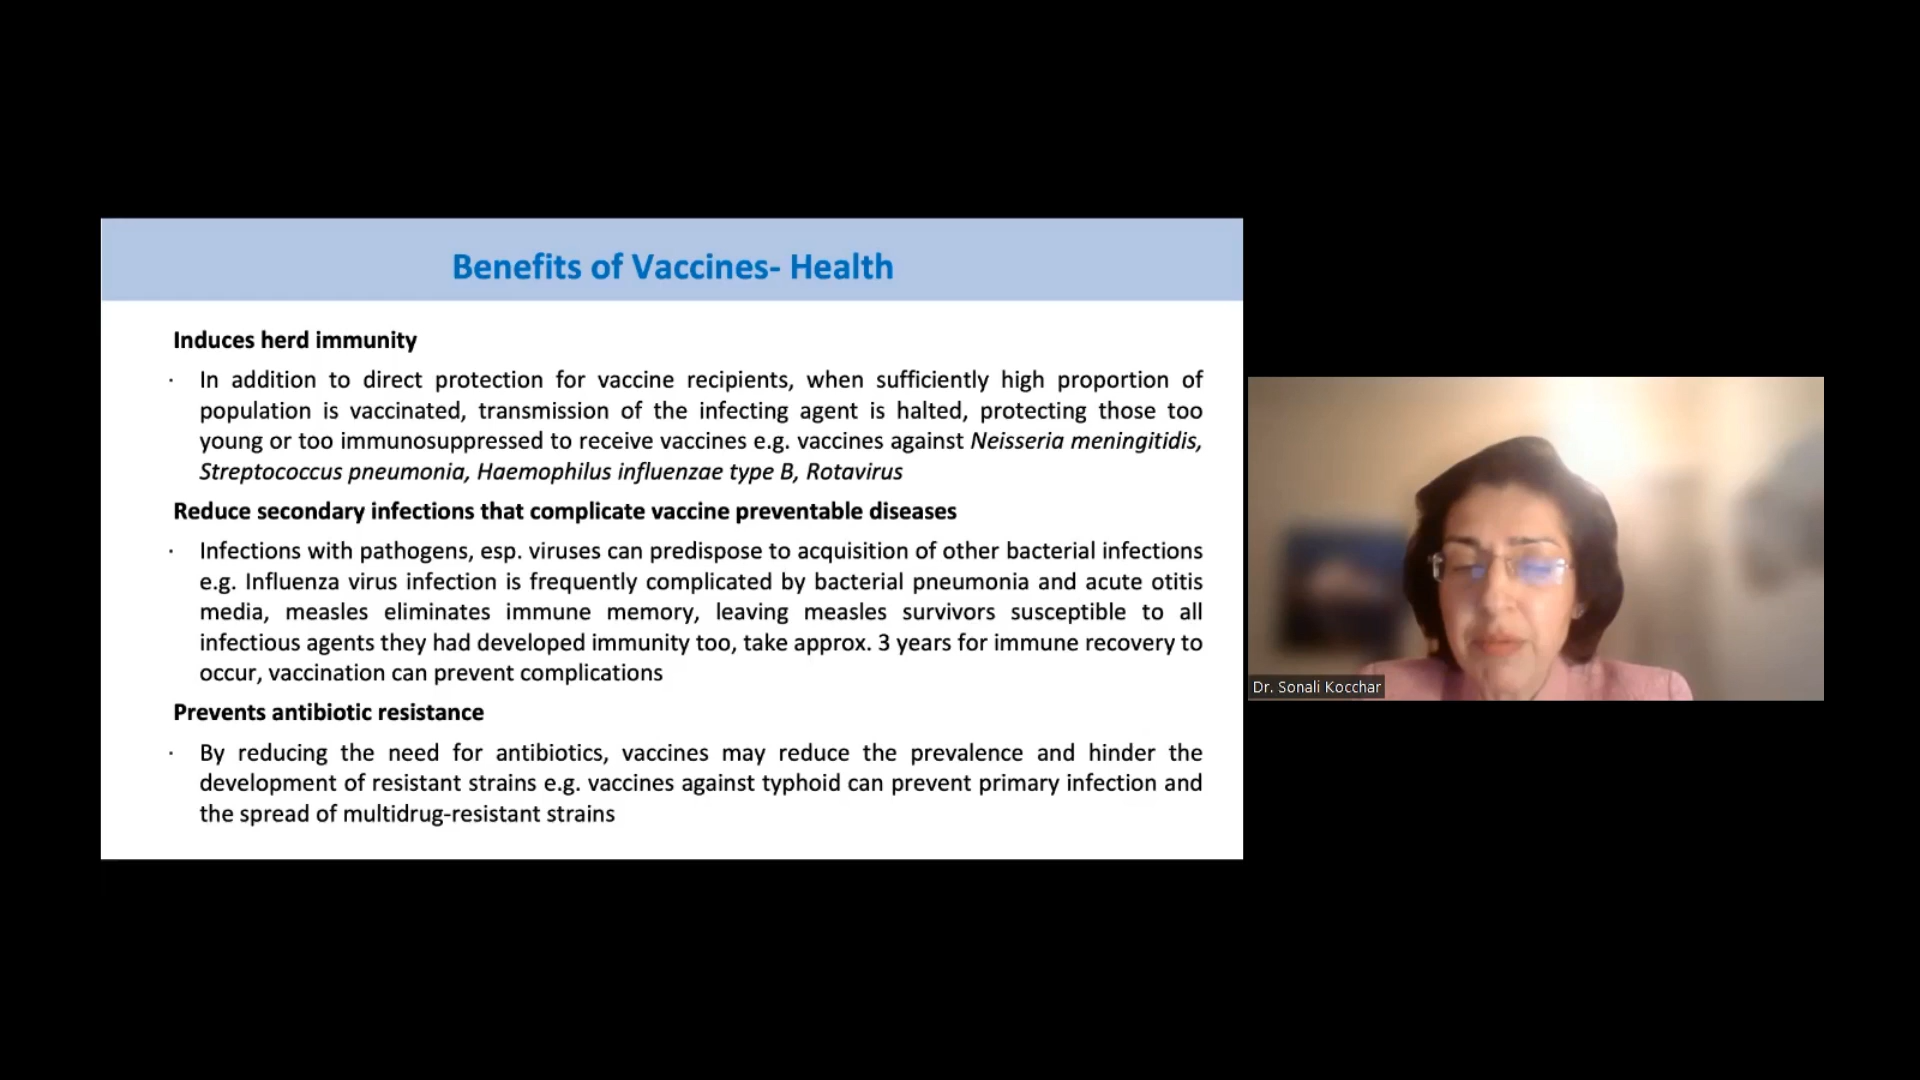 Benefits of Vaccines- Health
Induces herd immunity
· In addition to direct protection for vaccine recipients, when sufficiently high proportion of
population is vaccinated, transmission of the infecting agent is halted, protecting those too
young or too immunosuppressed to receive vaccines e.g. vaccines against Neisseria meningitidis,
Streptococcus pneumonia, Haemophilus influenzae type B, Rotavirus
Reduce secondary infections that complicate vaccine preventable diseases
· Infections with pathogens, esp. viruses can predispose to acquisition of other bacterial infections
e.g. Influenza virus infection is frequently complicated by bacterial pneumonia and acute otitis
media, measles eliminates immune memory, leaving measles survivors susceptible to all
infectious agents they had developed immunity too, take approx. 3 years for immune recovery to
occur, vaccination can prevent complications
Prevents antibiotic resistance
· By reducing the need for antibiotics, vaccines may reduce the prevalence and hinder the
development of resistant strains e.g. vaccines against typhoid can prevent primary infection and
the spread of multidrug-resistant strains
Dr. Sonali Kocchar